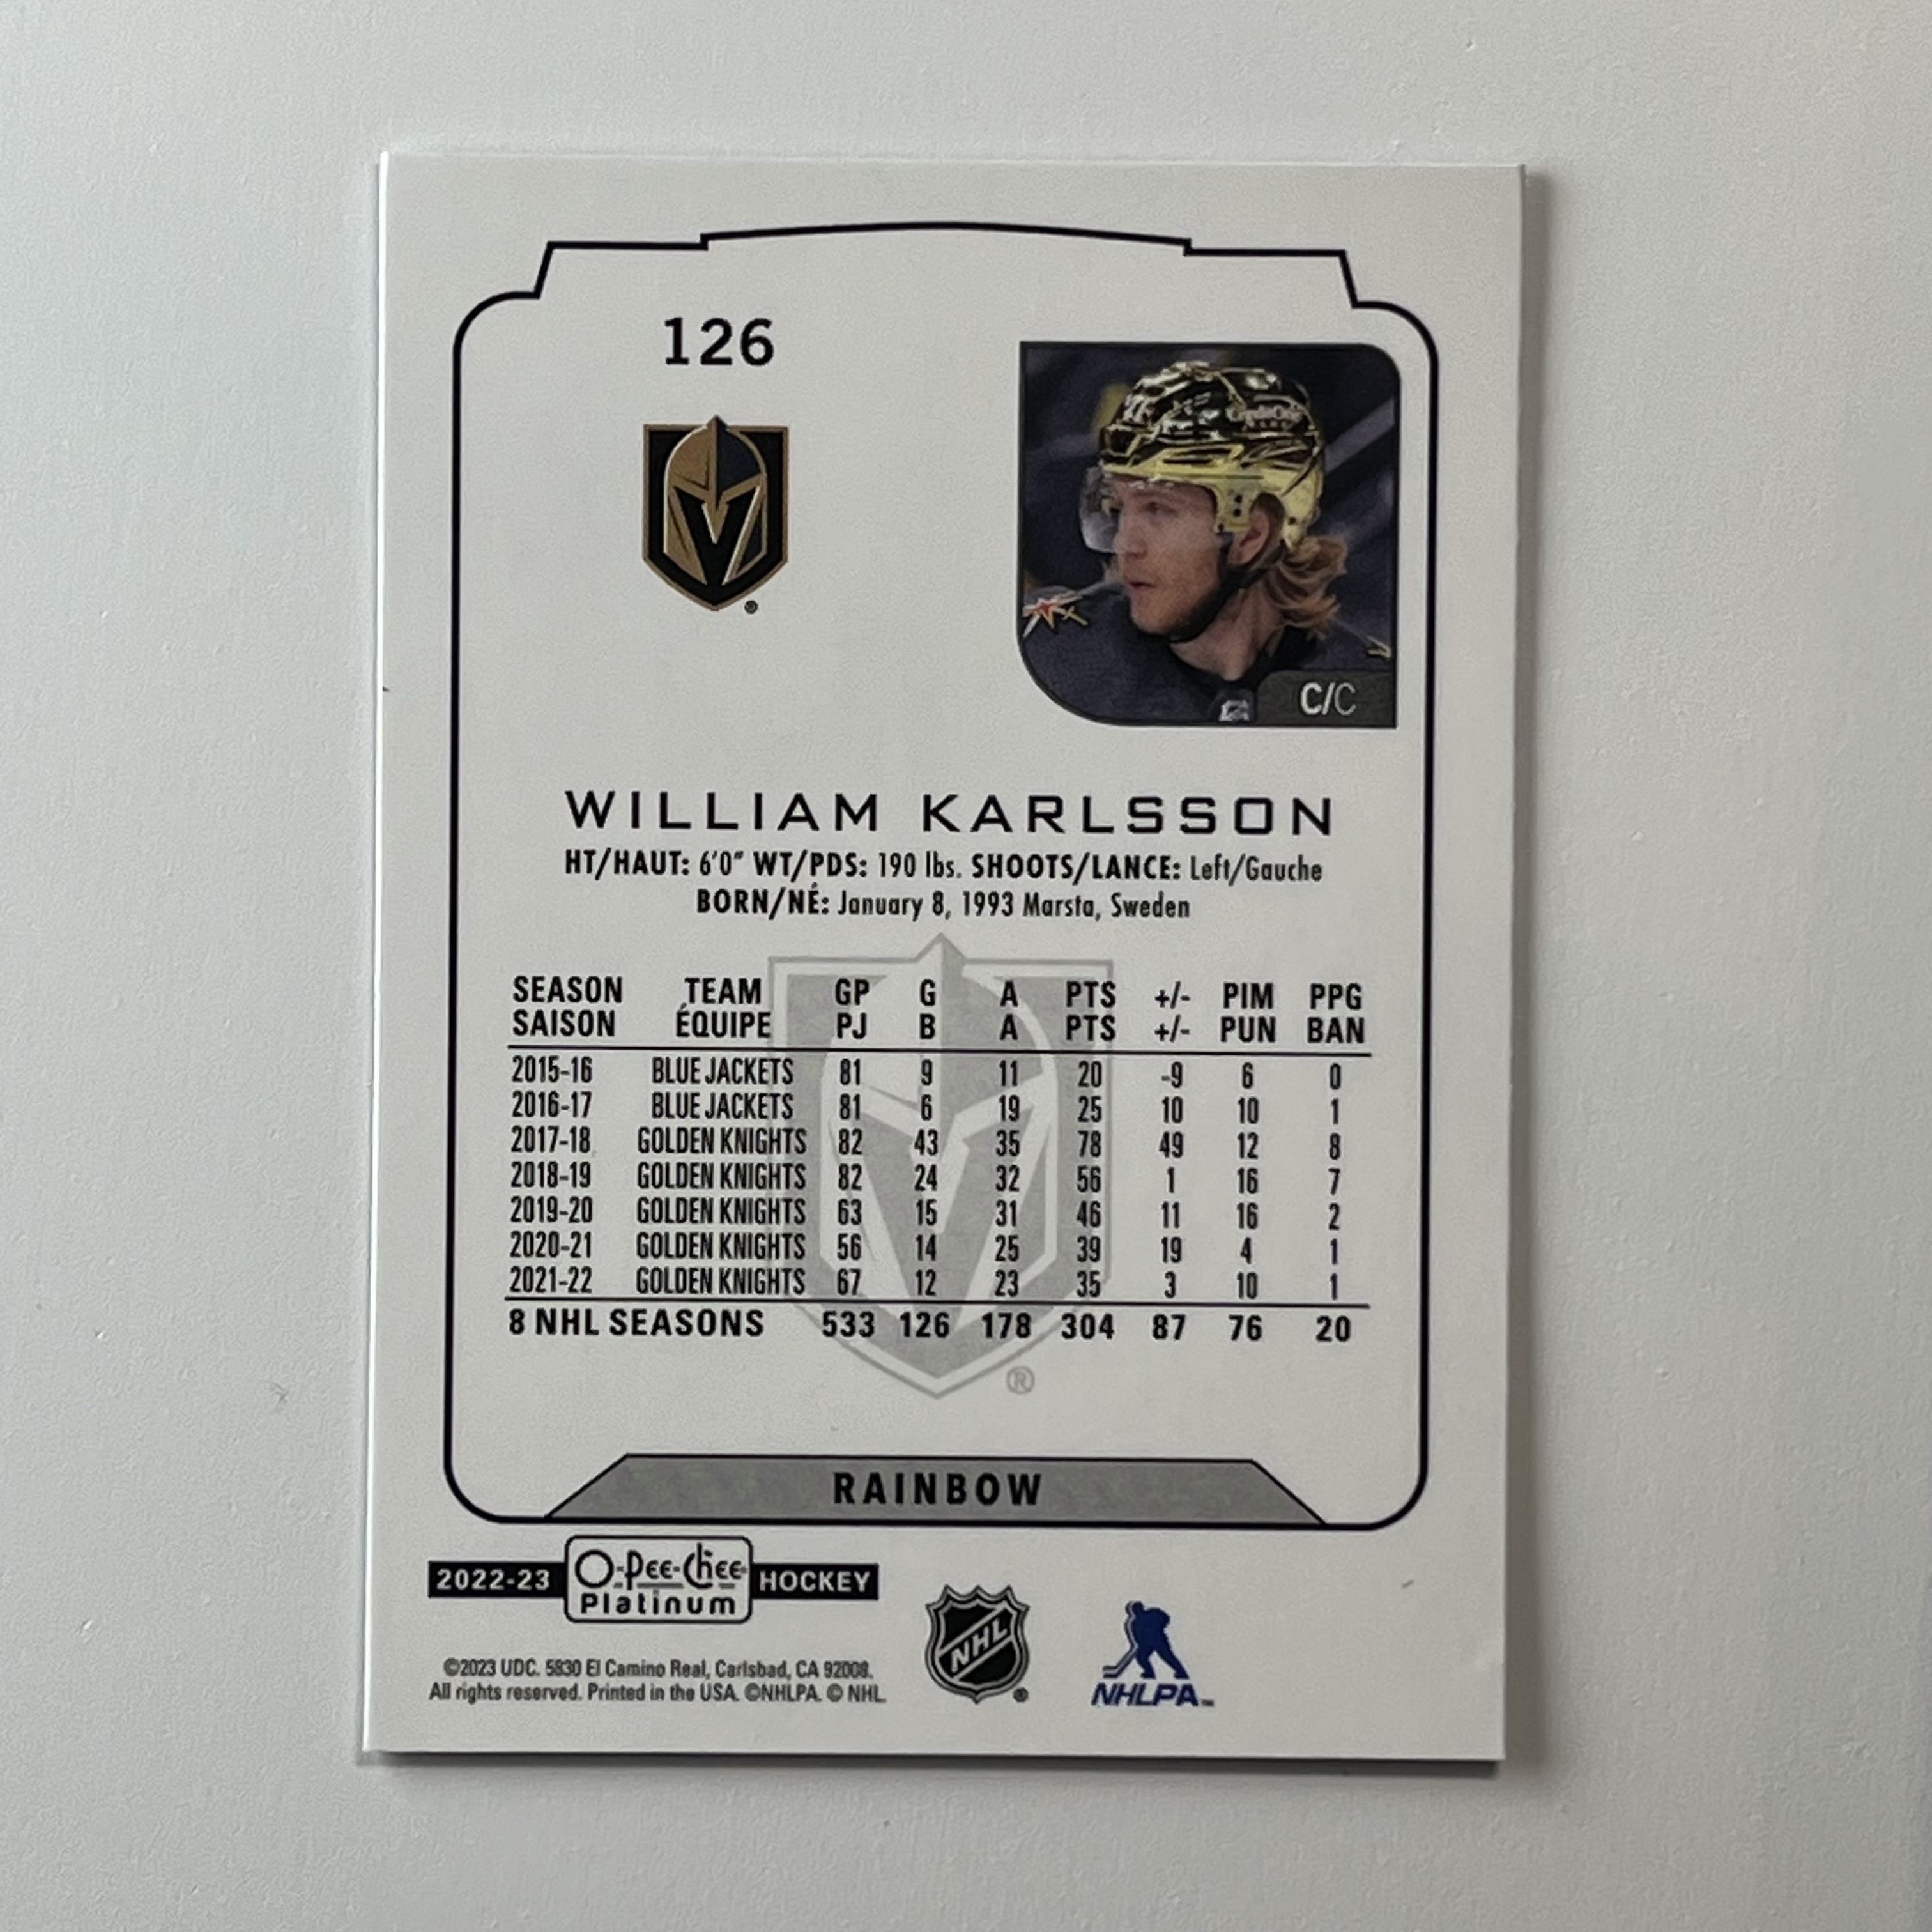 126
CreditOne
C/C
WILLIAM KARLSSON
HT/HAUT: 6'0" WT/PDS: 190 lbs. SHOOTS/LANCE: Left/Gauche
BORN/NÉ: January 8, 1993 Marsta, Sweden
SEASON TEAM GP G A PTS +/- PIM PPG
SAISON ÉQUIPE PJ B A PTS +/- PUN BAN
2015-16 BLUE JACKETS 81 9 11 20 -9 6 0
2016-17 BLUE JACKETS 81 6 19 25 10 10 1
2017-18 GOLDEN KNIGHTS 82 43 35 78 49 12 8
2018-19 GOLDEN KNIGHTS 82 24 32 56 1 16 7
2019-20 GOLDEN KNIGHTS 63 15 31 46 11 16 2
2020-21 GOLDEN KNIGHTS 56 14 25 39 19 4 1
2021-22 GOLDEN KNIGHTS 67 12 23 35 3 10 1
8 NHL SEASONS 533 126 178 304 87 76 20
®
RAINBOW
2022-23 O-Pee-Chee HOCKEY
Platinum
©2023 UDC. 5830 El Camino Real, Carlsbad, CA 92008.
All rights reserved. Printed in the USA. ©NHLPA. © NHL.
NHL
NHLPA™